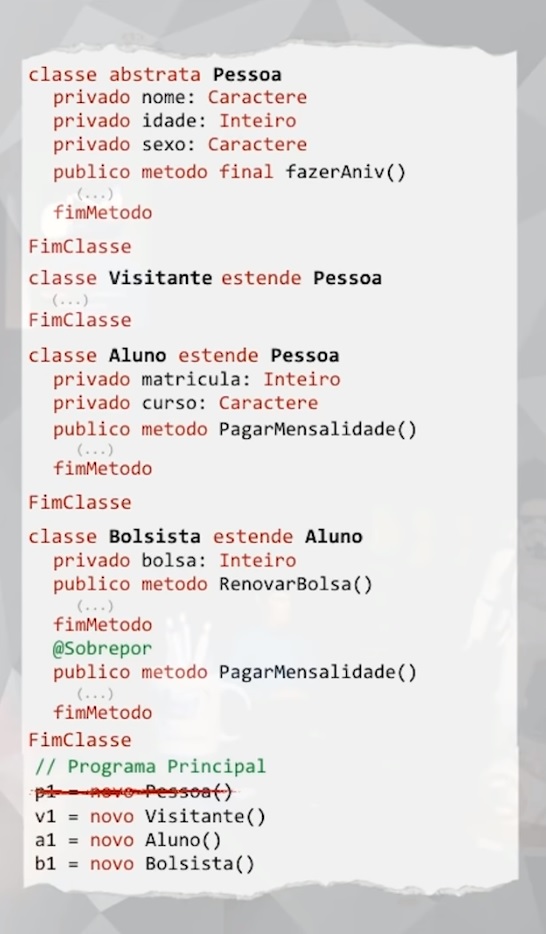 classe abstrata Pessoa
privado nome: Caractere
privado idade: Inteiro
privado sexo: Caractere
publico metodo final fazerAniv()
(...)
fimMetodo
FimClasse
classe Visitante estende Pessoa
(...)
FimClasse
classe Aluno estende Pessoa
privado matricula: Inteiro
privado curso: Caractere
publico metodo PagarMensalidade()
(...)
fimMetodo
FimClasse
classe Bolsista estende Aluno
privado bolsa: Inteiro
publico metodo RenovarBolsa()
(...)
fimMetodo
@Sobrepor
publico metodo PagarMensalidade()
(...)
fimMetodo
FimClasse
// Programa Principal
p1 = novo Pessoa()
v1 = novo Visitante()
a1 = novo Aluno()
b1 = novo Bolsista()